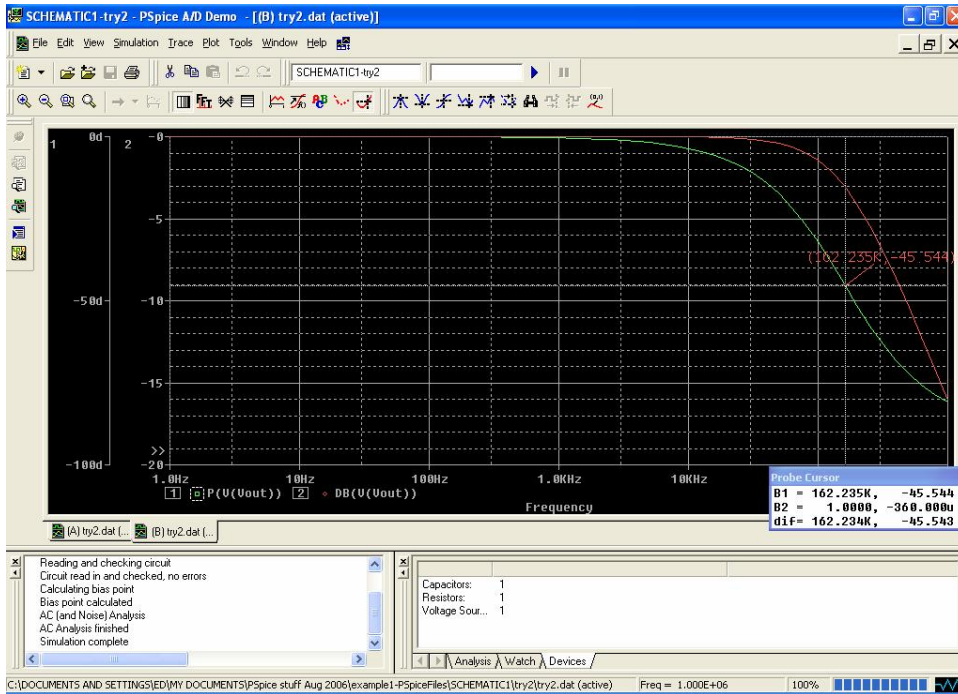 SCHEMATIC1-try2 - PSpice A/D Demo - [(B) try2.dat (active)]
File Edit View Simulation Trace Plot Tools Window Help
SCHEMATIC1-try2
1 0d 2 -0
-5
(162.235K,-45.544)
-50d -10
-15
>>
-100d -20
1.0Hz 10Hz 100Hz 1.0KHz 10KHz
1 P(V(Vout)) 2 DB(V(Vout))
Frequency
Probe Cursor
B1 = 162.235K, -45.544
B2 = 1.0000, -360.000u
dif= 162.234K, -45.543
(A) try2.dat (... (B) try2.dat (...
Reading and checking circuit
Circuit read in and checked, no errors
Calculating bias point
Bias point calculated
AC (and Noise) Analysis
AC Analysis finished
Simulation complete
Capacitors: 1
Resistors: 1
Voltage Sour... 1
Analysis Watch Devices
C:\DOCUMENTS AND SETTINGS\ED\MY DOCUMENTS\PSpice stuff Aug 2006\example1-PSpiceFiles\SCHEMATIC1\try2\try2.dat (active) Freq = 1.000E+06 100%